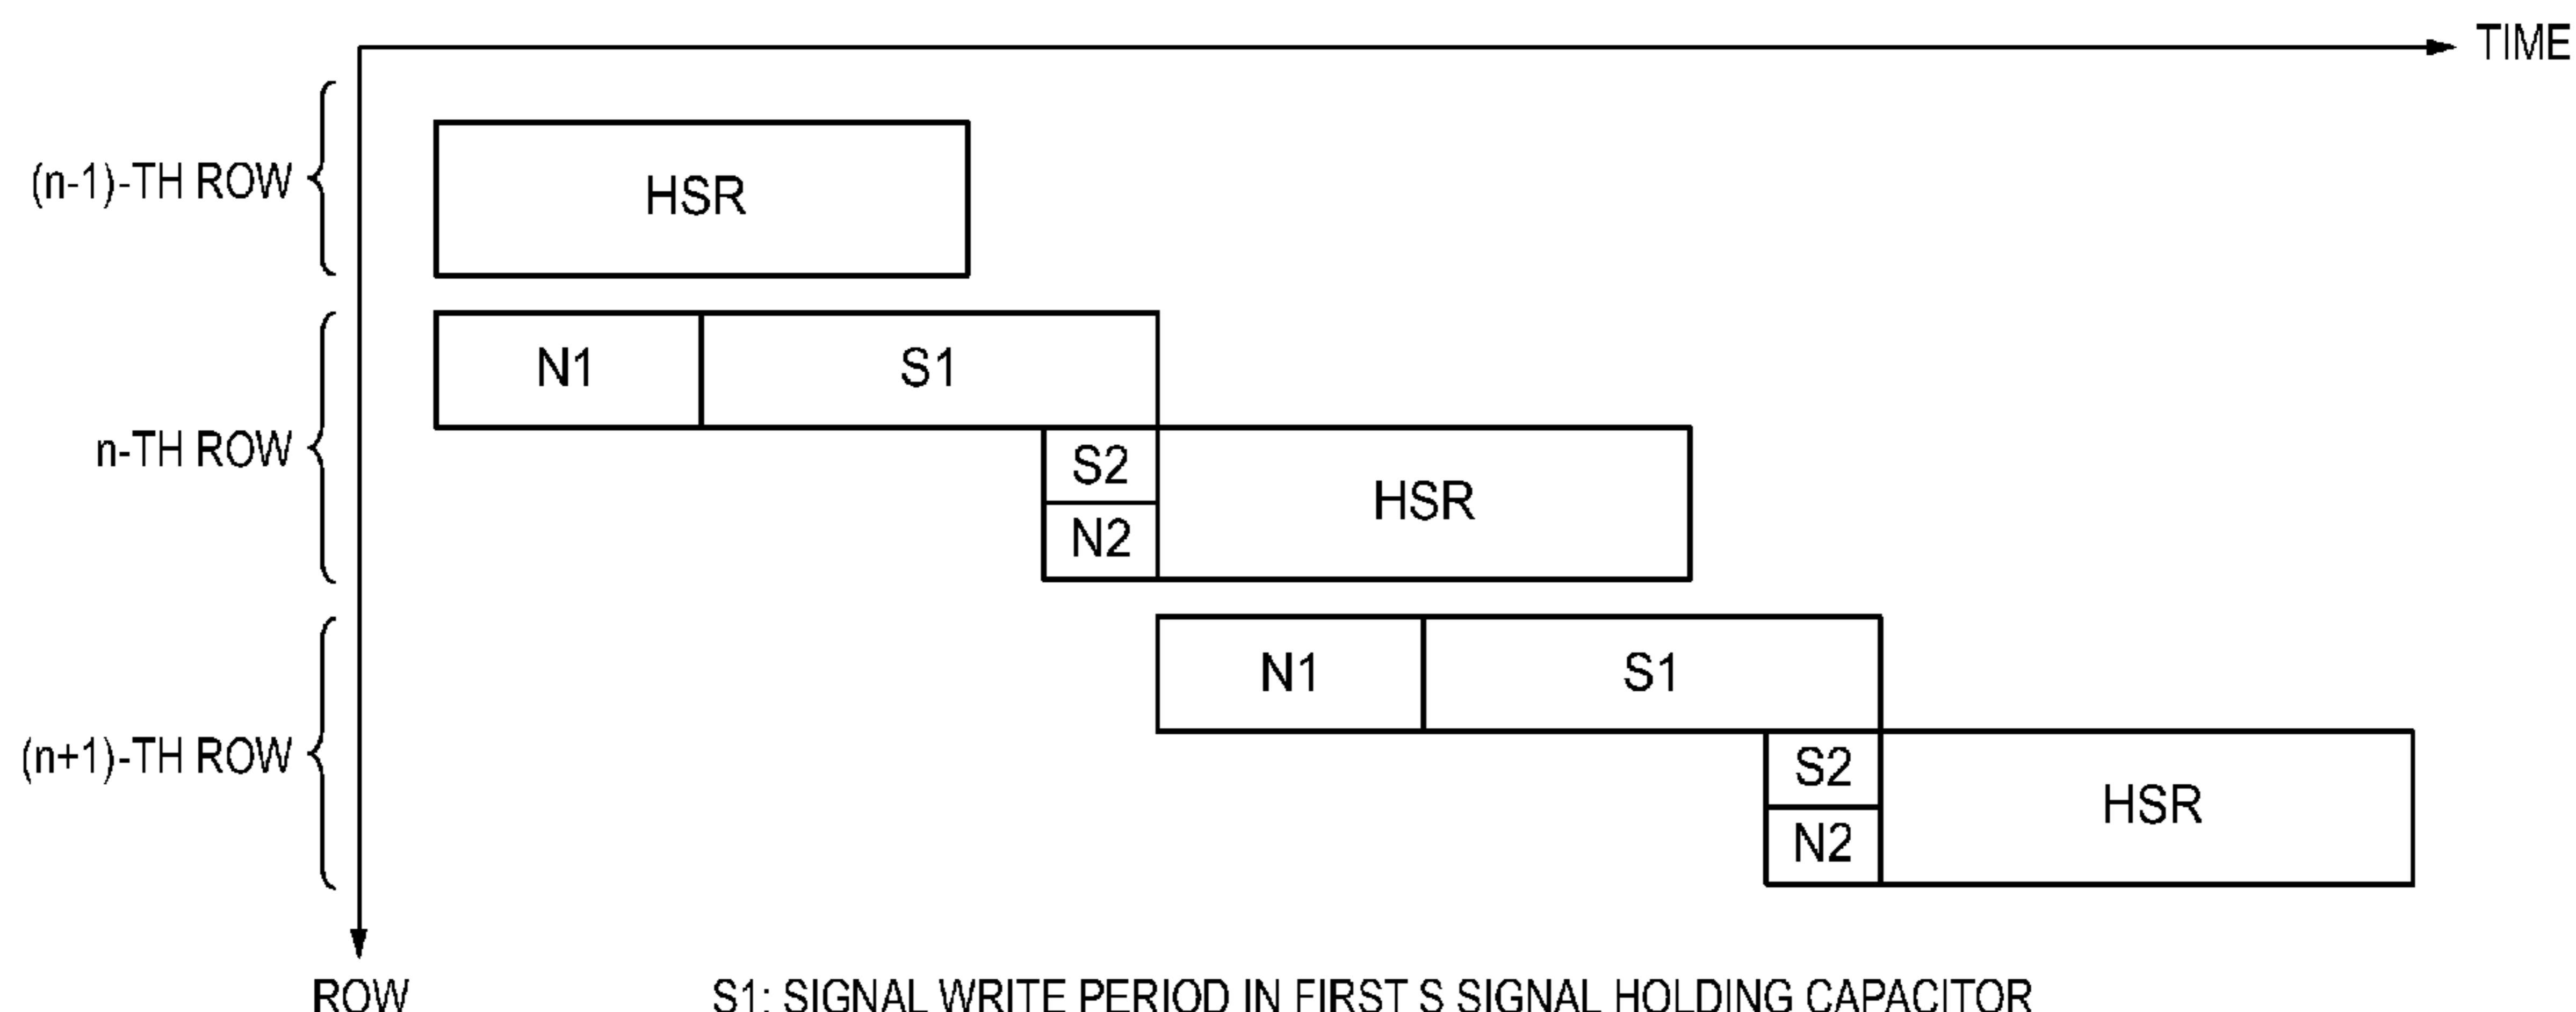 TIME
(n-1)-TH ROW
HSR
N1 S1
n-TH ROW
S2
HSR
N2
N1 S1
(n+1)-TH ROW
S2
HSR
N2
ROW
S1: SIGNAL WRITE PERIOD IN FIRST S SIGNAL HOLDING CAPACITOR